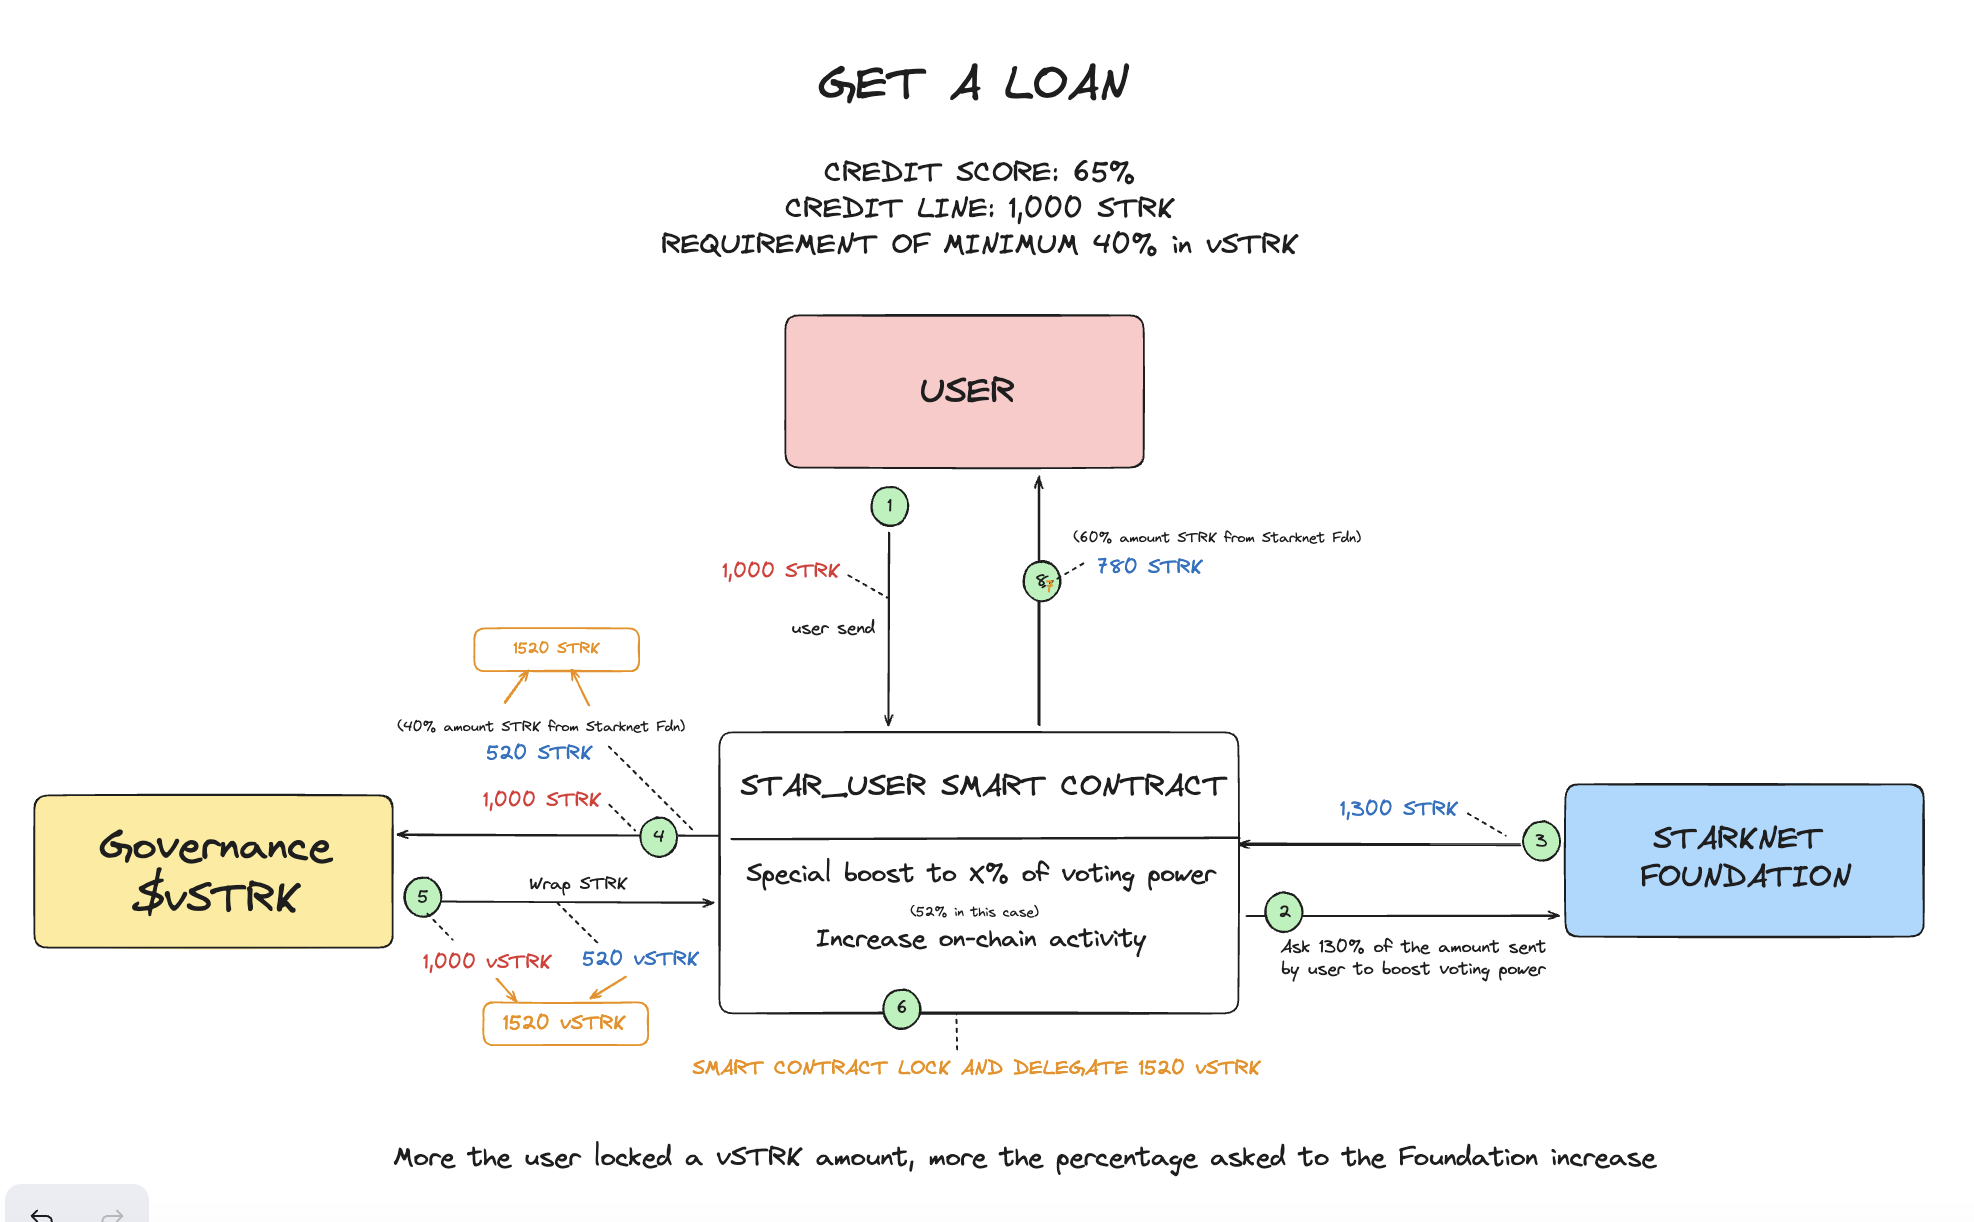 GET A LOAN
CREDIT SCORE: 65%
CREDIT LINE: 1,000 STRK
REQUIREMENT OF MINIMUM 40% in vSTRK
USER
1
(60% amount STRK from Starknet Fdn)
1,000 STRK
8
780 STRK
user send
1520 STRK
(40% amount STRK from Starknet Fdn)
520 STRK
1,000 STRK
4
Governance
$vSTRK
5
Wrap STRK
1,000 vSTRK
520 vSTRK
1520 vSTRK
STAR_USER SMART CONTRACT
Special boost to x% of voting power
(52% in this case)
Increase on-chain activity
6
SMART CONTRACT LOCK AND DELEGATE 1520 vSTRK
1,300 STRK
3
STARKNET
FOUNDATION
2
Ask 130% of the amount sent
by user to boost voting power
More the user locked a vSTRK amount, more the percentage asked to the Foundation increase